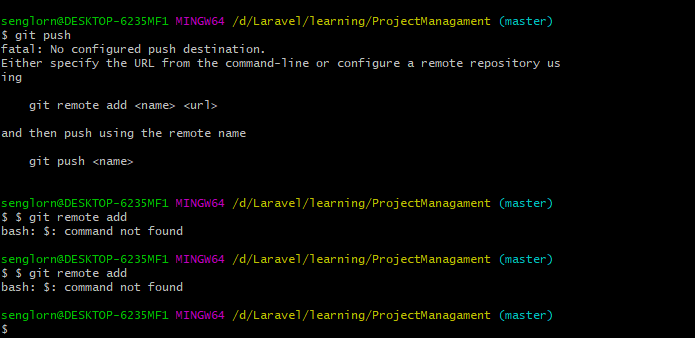 senglorn@DESKTOP-6235MF1 MINGW64 /d/Laravel/learning/ProjectManagament (master)
$ git push
fatal: No configured push destination.
Either specify the URL from the command-line or configure a remote repository us
ing
    git remote add <name> <url>
and then push using the remote name
    git push <name>
senglorn@DESKTOP-6235MF1 MINGW64 /d/Laravel/learning/ProjectManagament (master)
$ $ git remote add
bash: $: command not found
senglorn@DESKTOP-6235MF1 MINGW64 /d/Laravel/learning/ProjectManagament (master)
$ $ git remote add
bash: $: command not found
senglorn@DESKTOP-6235MF1 MINGW64 /d/Laravel/learning/ProjectManagament (master)
$